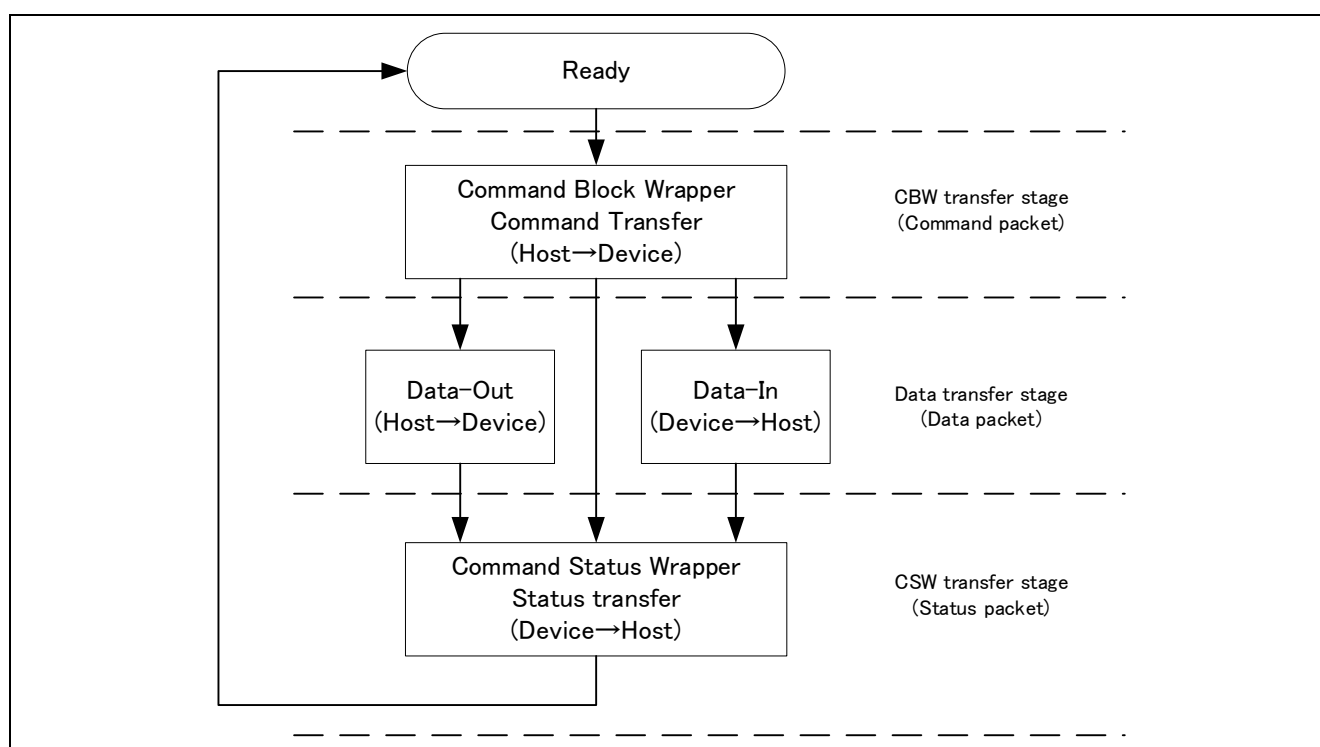 Ready
Command Block Wrapper
Command Transfer
(Host→Device)
CBW transfer stage
(Command packet)
Data-Out
(Host→Device)
Data-In
(Device→Host)
Data transfer stage
(Data packet)
Command Status Wrapper
Status transfer
(Device→Host)
CSW transfer stage
(Status packet)